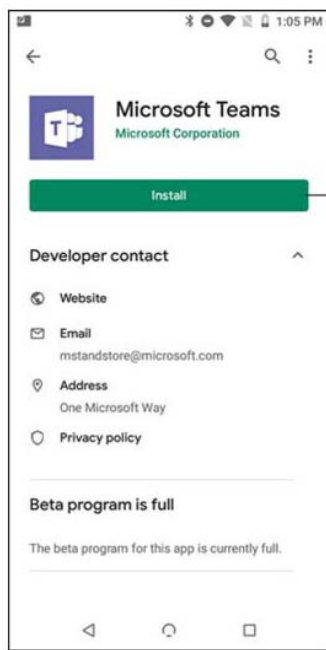 1:05 PM
Microsoft Teams
Microsoft Corporation
T
Install
Developer contact
Website
Email
mstandstore@microsoft.com
Address
One Microsoft Way
Privacy policy
Beta program is full
The beta program for this app is currently full.